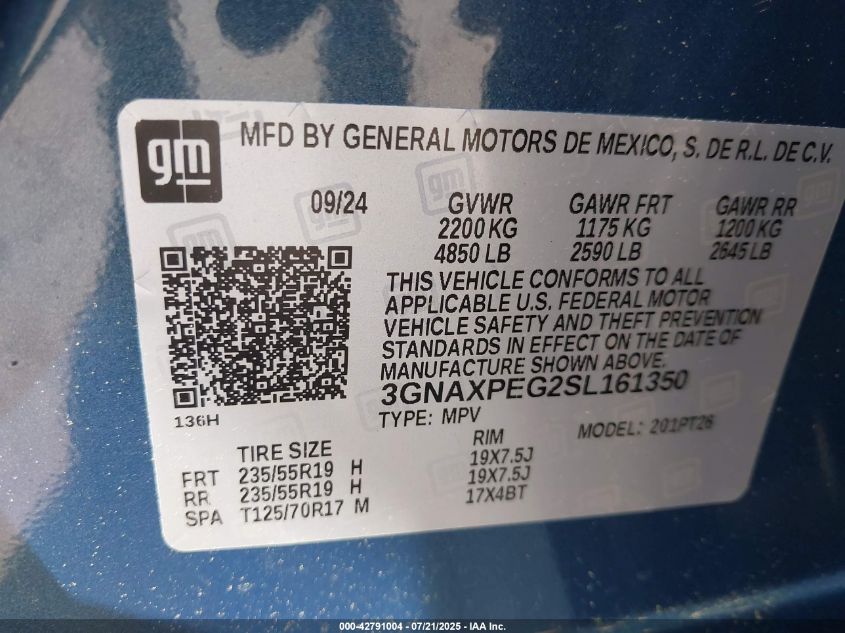 gm
MFD BY GENERAL MOTORS DE MEXICO, S. DE R.L. DE C.V.
09/24 GVWR GAWR FRT GAWR RR
2200 KG 1175 KG 1200 KG
4850 LB 2590 LB 2645 LB
THIS VEHICLE CONFORMS TO ALL
APPLICABLE U.S. FEDERAL MOTOR
VEHICLE SAFETY AND THEFT PREVENTION
STANDARDS IN EFFECT ON THE DATE OF
MANUFACTURE SHOWN ABOVE.
3GNAXPEG2SL161350
136H
TYPE: MPV MODEL: 201PT26
TIRE SIZE RIM
FRT 235/55R19 H 19X7.5J
RR 235/55R19 H 19X7.5J
SPA T125/70R17 M 17X4BT
000-42791004 - 07/21/2025 - IAA Inc.